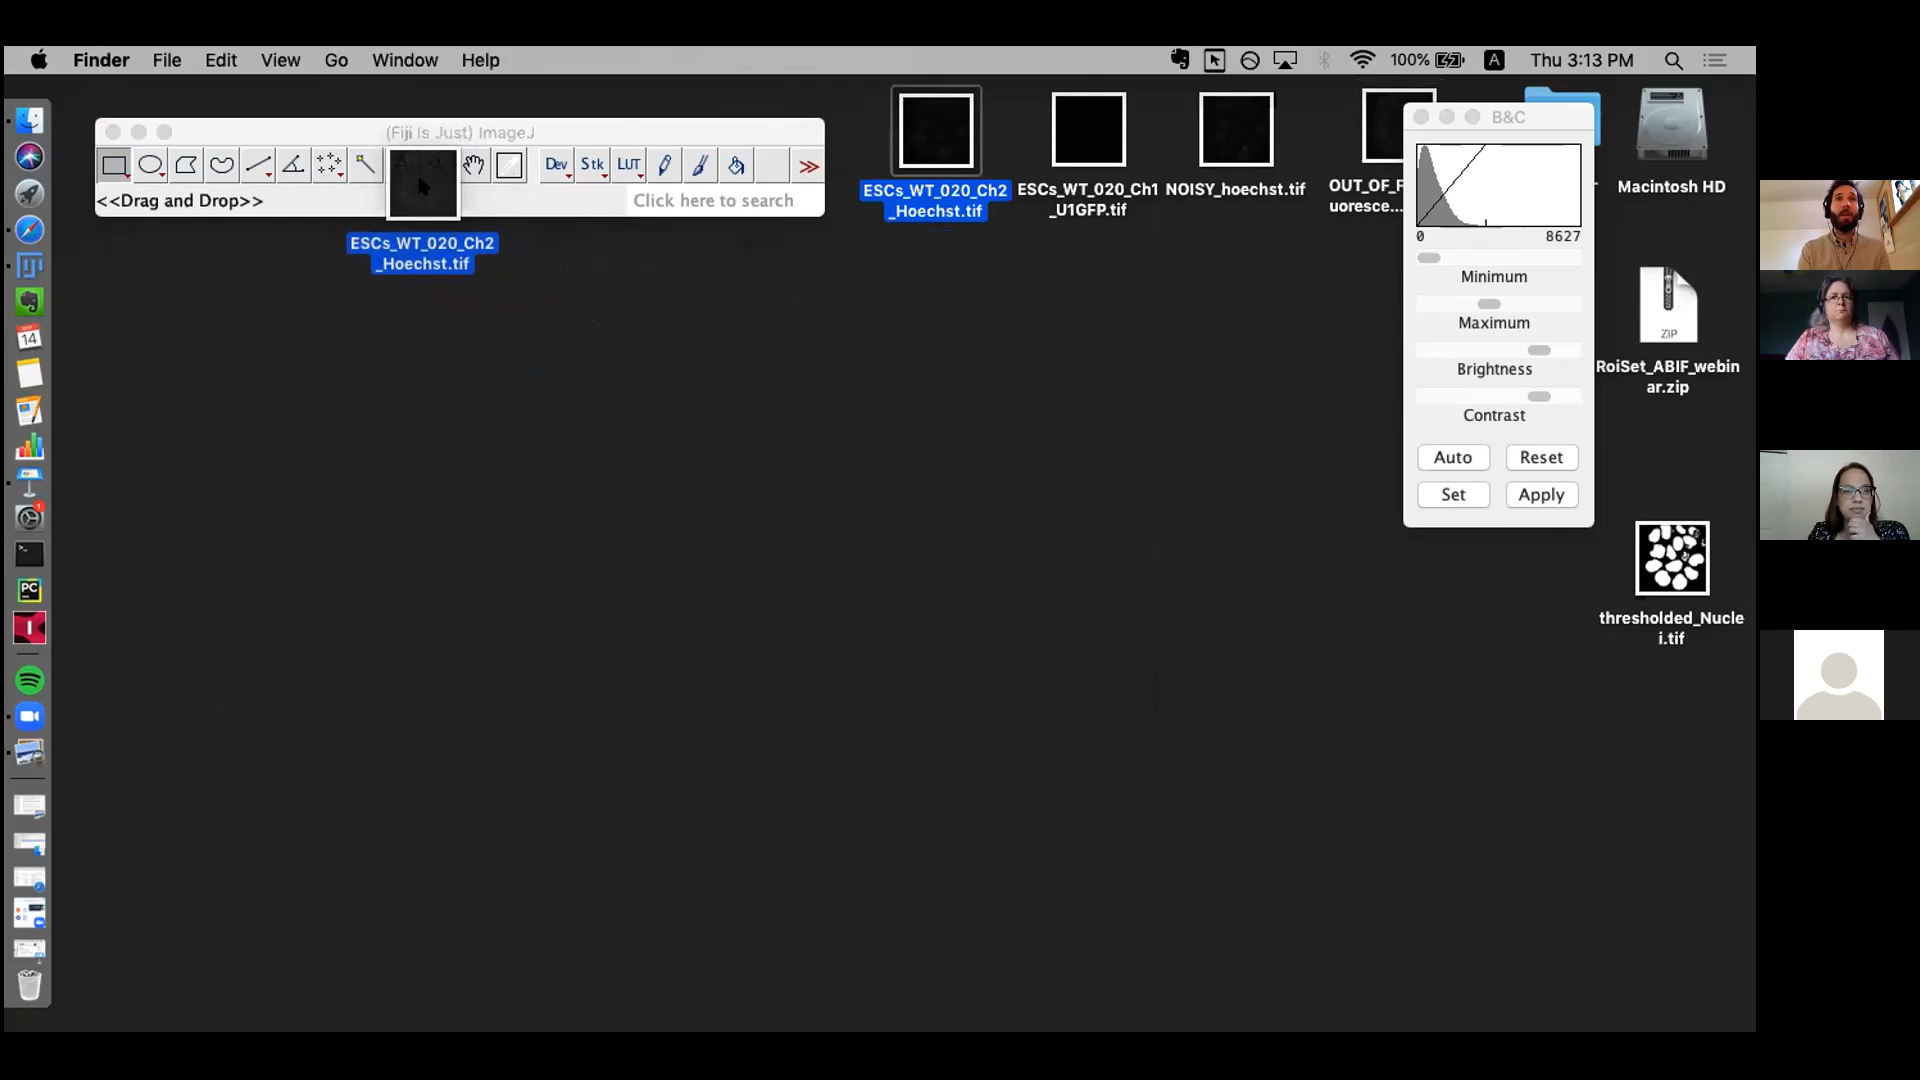 Finder File Edit View Go Window Help
100% A Thu 3:13 PM
(Fiji Is Just) ImageJ
Dev Stk LUT
<<Drag and Drop>>
Click here to search
ESCs_WT_020_Ch2
_Hoechst.tif
ESCs_WT_020_Ch2
_Hoechst.tif
ESCs_WT_020_Ch1
_U1GFP.tif
NOISY_hoechst.tif
OUT_OF_F
uoresce...
Macintosh HD
B&C
0 8627
Minimum
Maximum
Brightness
Contrast
Auto Reset
Set Apply
ZIP
RoiSet_ABIF_webin
ar.zip
thresholded_Nucle
i.tif
14
1
PC
I